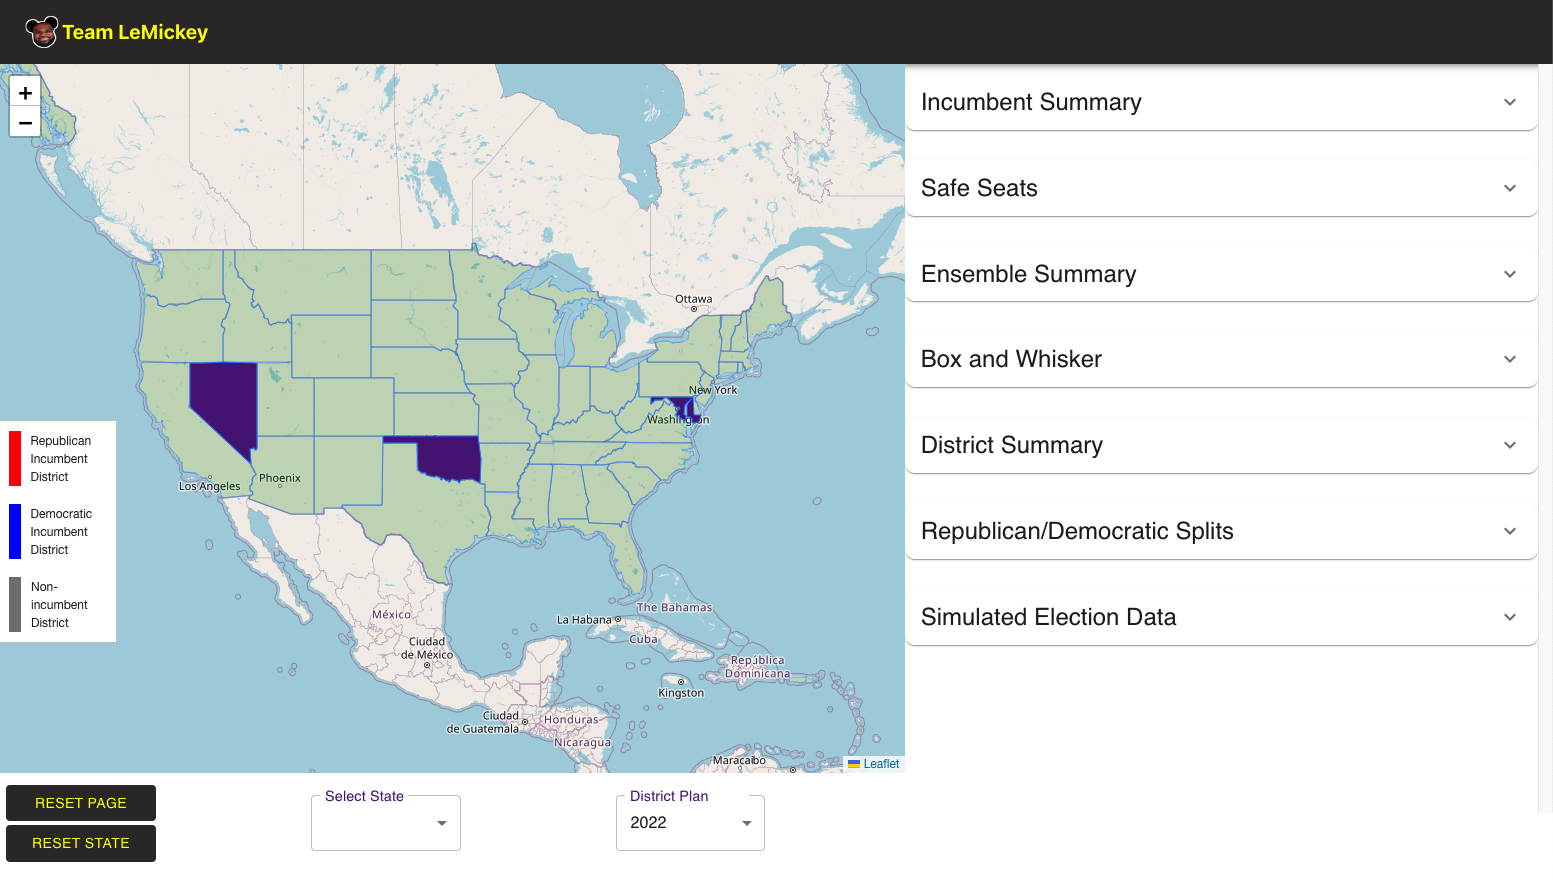 Team LeMickey
+
−
Ottawa
New York
Washington
Phoenix
Los Angeles
Republican
Incumbent
District
Democratic
Incumbent
District
Non-
incumbent
District
México
Ciudad
de México
La Habana
The Bahamas
Cuba
República
Dominicana
Kingston
Ciudad
de Guatemala
Honduras
Nicaragua
Maracaibo
Leaflet
Incumbent Summary
Safe Seats
Ensemble Summary
Box and Whisker
District Summary
Republican/Democratic Splits
Simulated Election Data
RESET PAGE
RESET STATE
Select State
District Plan
2022